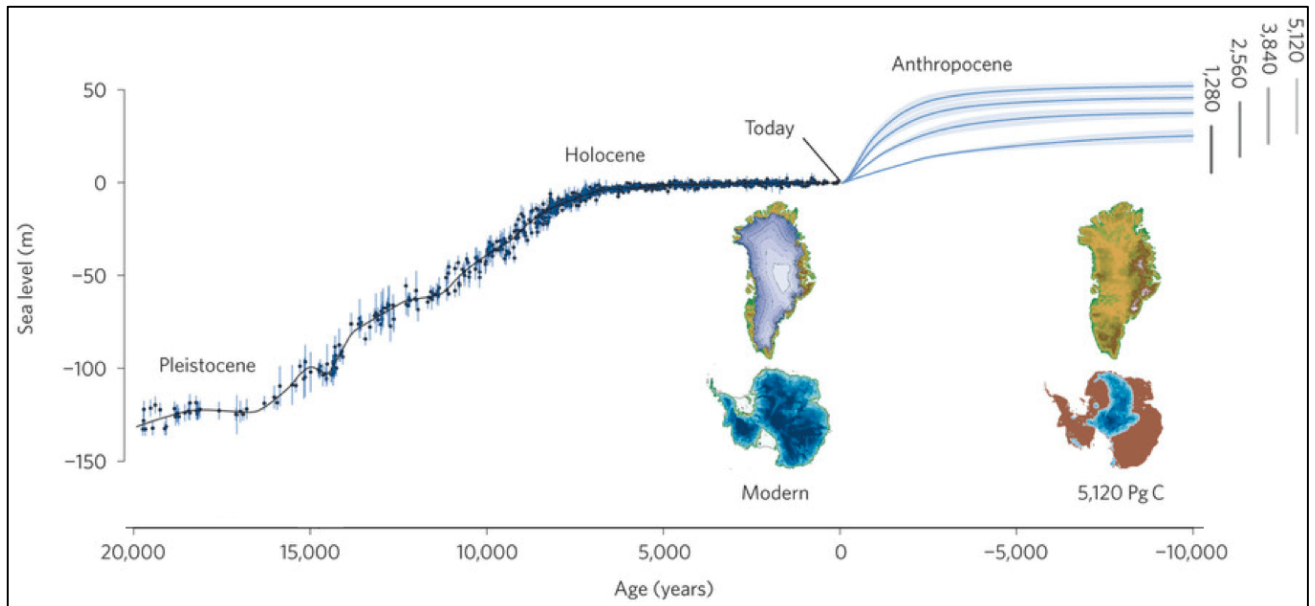 5,120
3,840
2,560
1,280
Anthropocene
50
Today
Holocene
0
Sea level (m)
−50
−100
Pleistocene
−150
Modern
5,120 Pg C
20,000 15,000 10,000 5,000 0 −5,000 −10,000
Age (years)